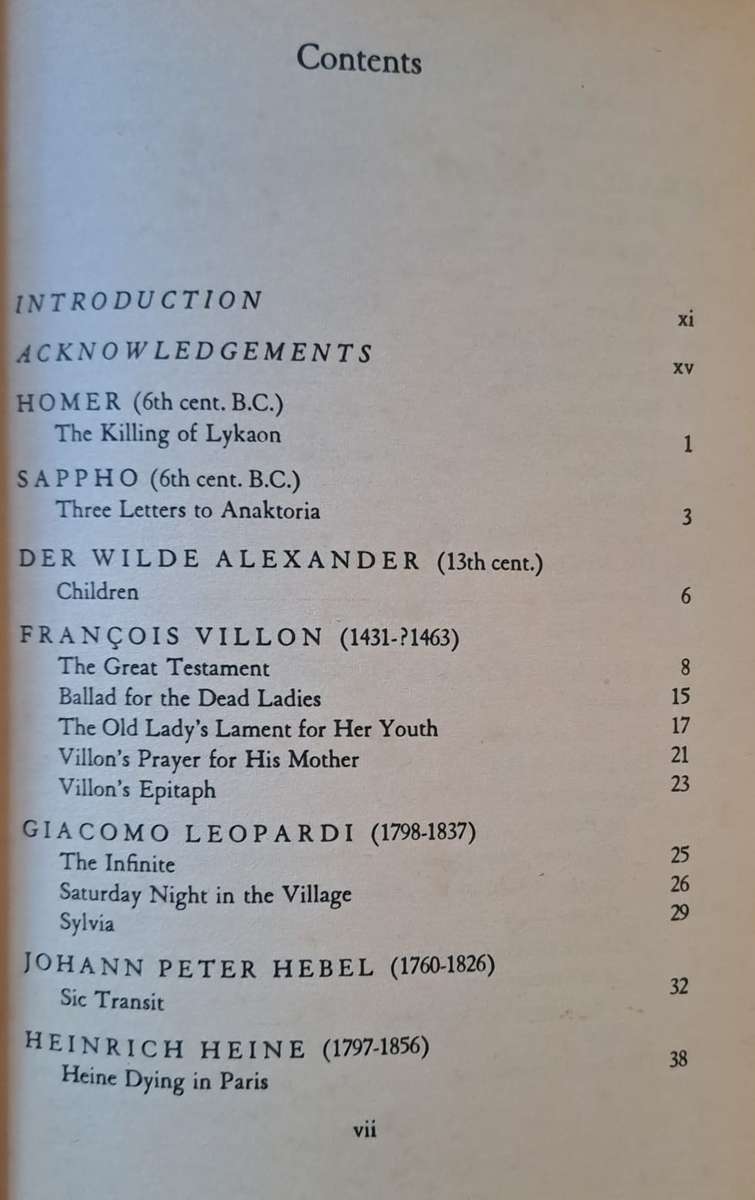 Contents
INTRODUCTION xi
ACKNOWLEDGEMENTS xv
HOMER (6th cent. B.C.)
The Killing of Lykaon 1
SAPPHO (6th cent. B.C.)
Three Letters to Anaktoria 3
DER WILDE ALEXANDER (13th cent.)
Children 6
FRANÇOIS VILLON (1431-?1463)
The Great Testament 8
Ballad for the Dead Ladies 15
The Old Lady's Lament for Her Youth 17
Villon's Prayer for His Mother 21
Villon's Epitaph 23
GIACOMO LEOPARDI (1798-1837)
The Infinite 25
Saturday Night in the Village 26
Sylvia 29
JOHANN PETER HEBEL (1760-1826)
Sic Transit 32
HEINRICH HEINE (1797-1856)
Heine Dying in Paris 38
vii